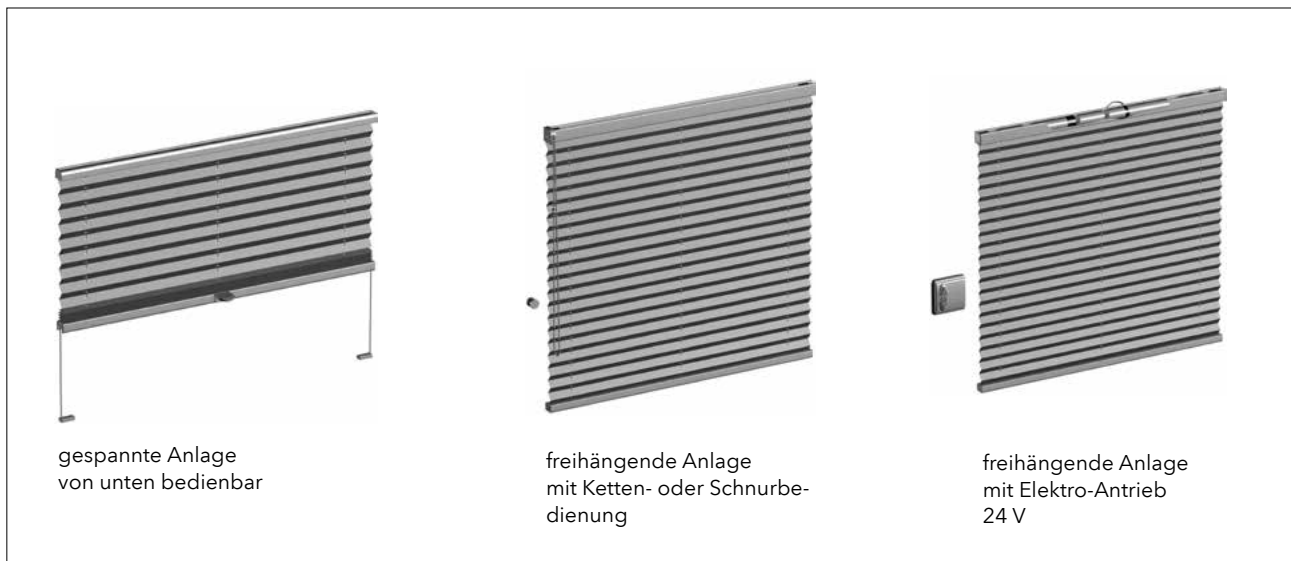 gespannte Anlage
von unten bedienbar
freihängende Anlage
mit Ketten- oder Schnurbe-
dienung
freihängende Anlage
mit Elektro-Antrieb
24 V